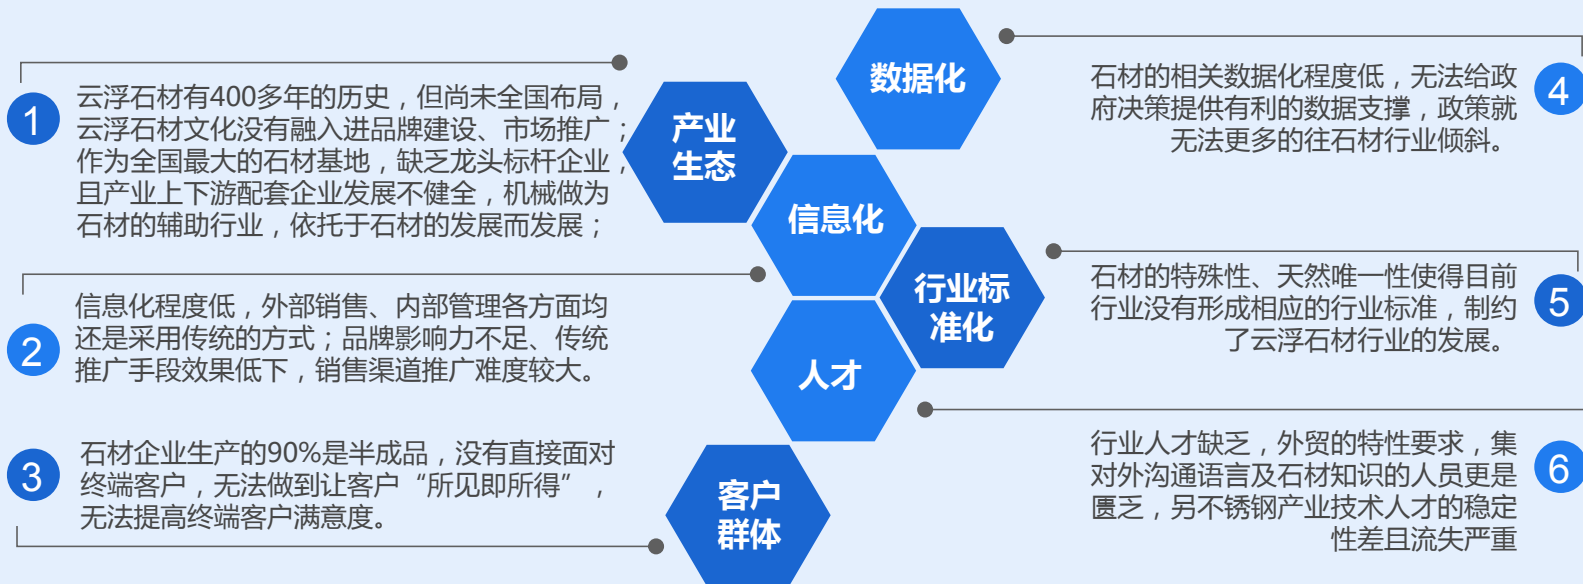 1
云浮石材有400多年的历史，但尚未全国布局，
云浮石材文化没有融入进品牌建设、市场推广；
作为全国最大的石材基地，缺乏龙头标杆企业，
且产业上下游配套企业发展不健全，机械做为
石材的辅助行业，依托于石材的发展而发展；
产业
生态
2
信息化程度低，外部销售、内部管理各方面均
还是采用传统的方式；品牌影响力不足、传统
推广手段效果低下，销售渠道推广难度较大。
信息化
3
石材企业生产的90%是半成品，没有直接面对
终端客户，无法做到让客户“所见即所得”，
无法提高终端客户满意度。
客户
群体
数据化
4
石材的相关数据化程度低，无法给政
府决策提供有利的数据支撑，政策就
无法更多的往石材行业倾斜。
行业标
准化
5
石材的特殊性、天然唯一性使得目前
行业没有形成相应的行业标准，制约
了云浮石材行业的发展。
人才
6
行业人才缺乏，外贸的特性要求，集
对外沟通语言及石材知识的人员更是
匮乏，另不锈钢产业技术人才的稳定
性差且流失严重